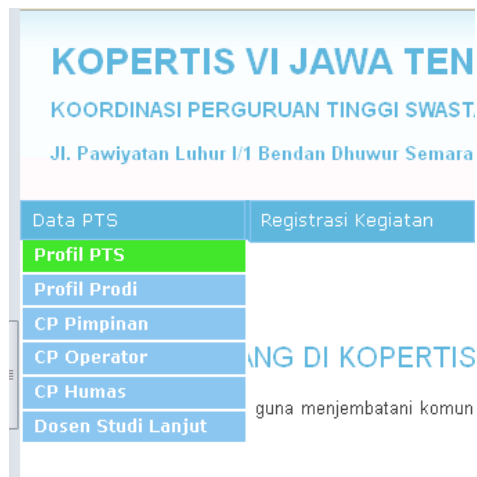 KOPERTIS VI JAWA TEN
KOORDINASI PERGURUAN TINGGI SWASTA
Jl. Pawiyatan Luhur I/1 Bendan Dhuwur Semara
Data PTS
Registrasi Kegiatan
Profil PTS
Profil Prodi
CP Pimpinan
CP Operator
CP Humas
Dosen Studi Lanjut
ANG DI KOPERTIS
guna menjembatani komun